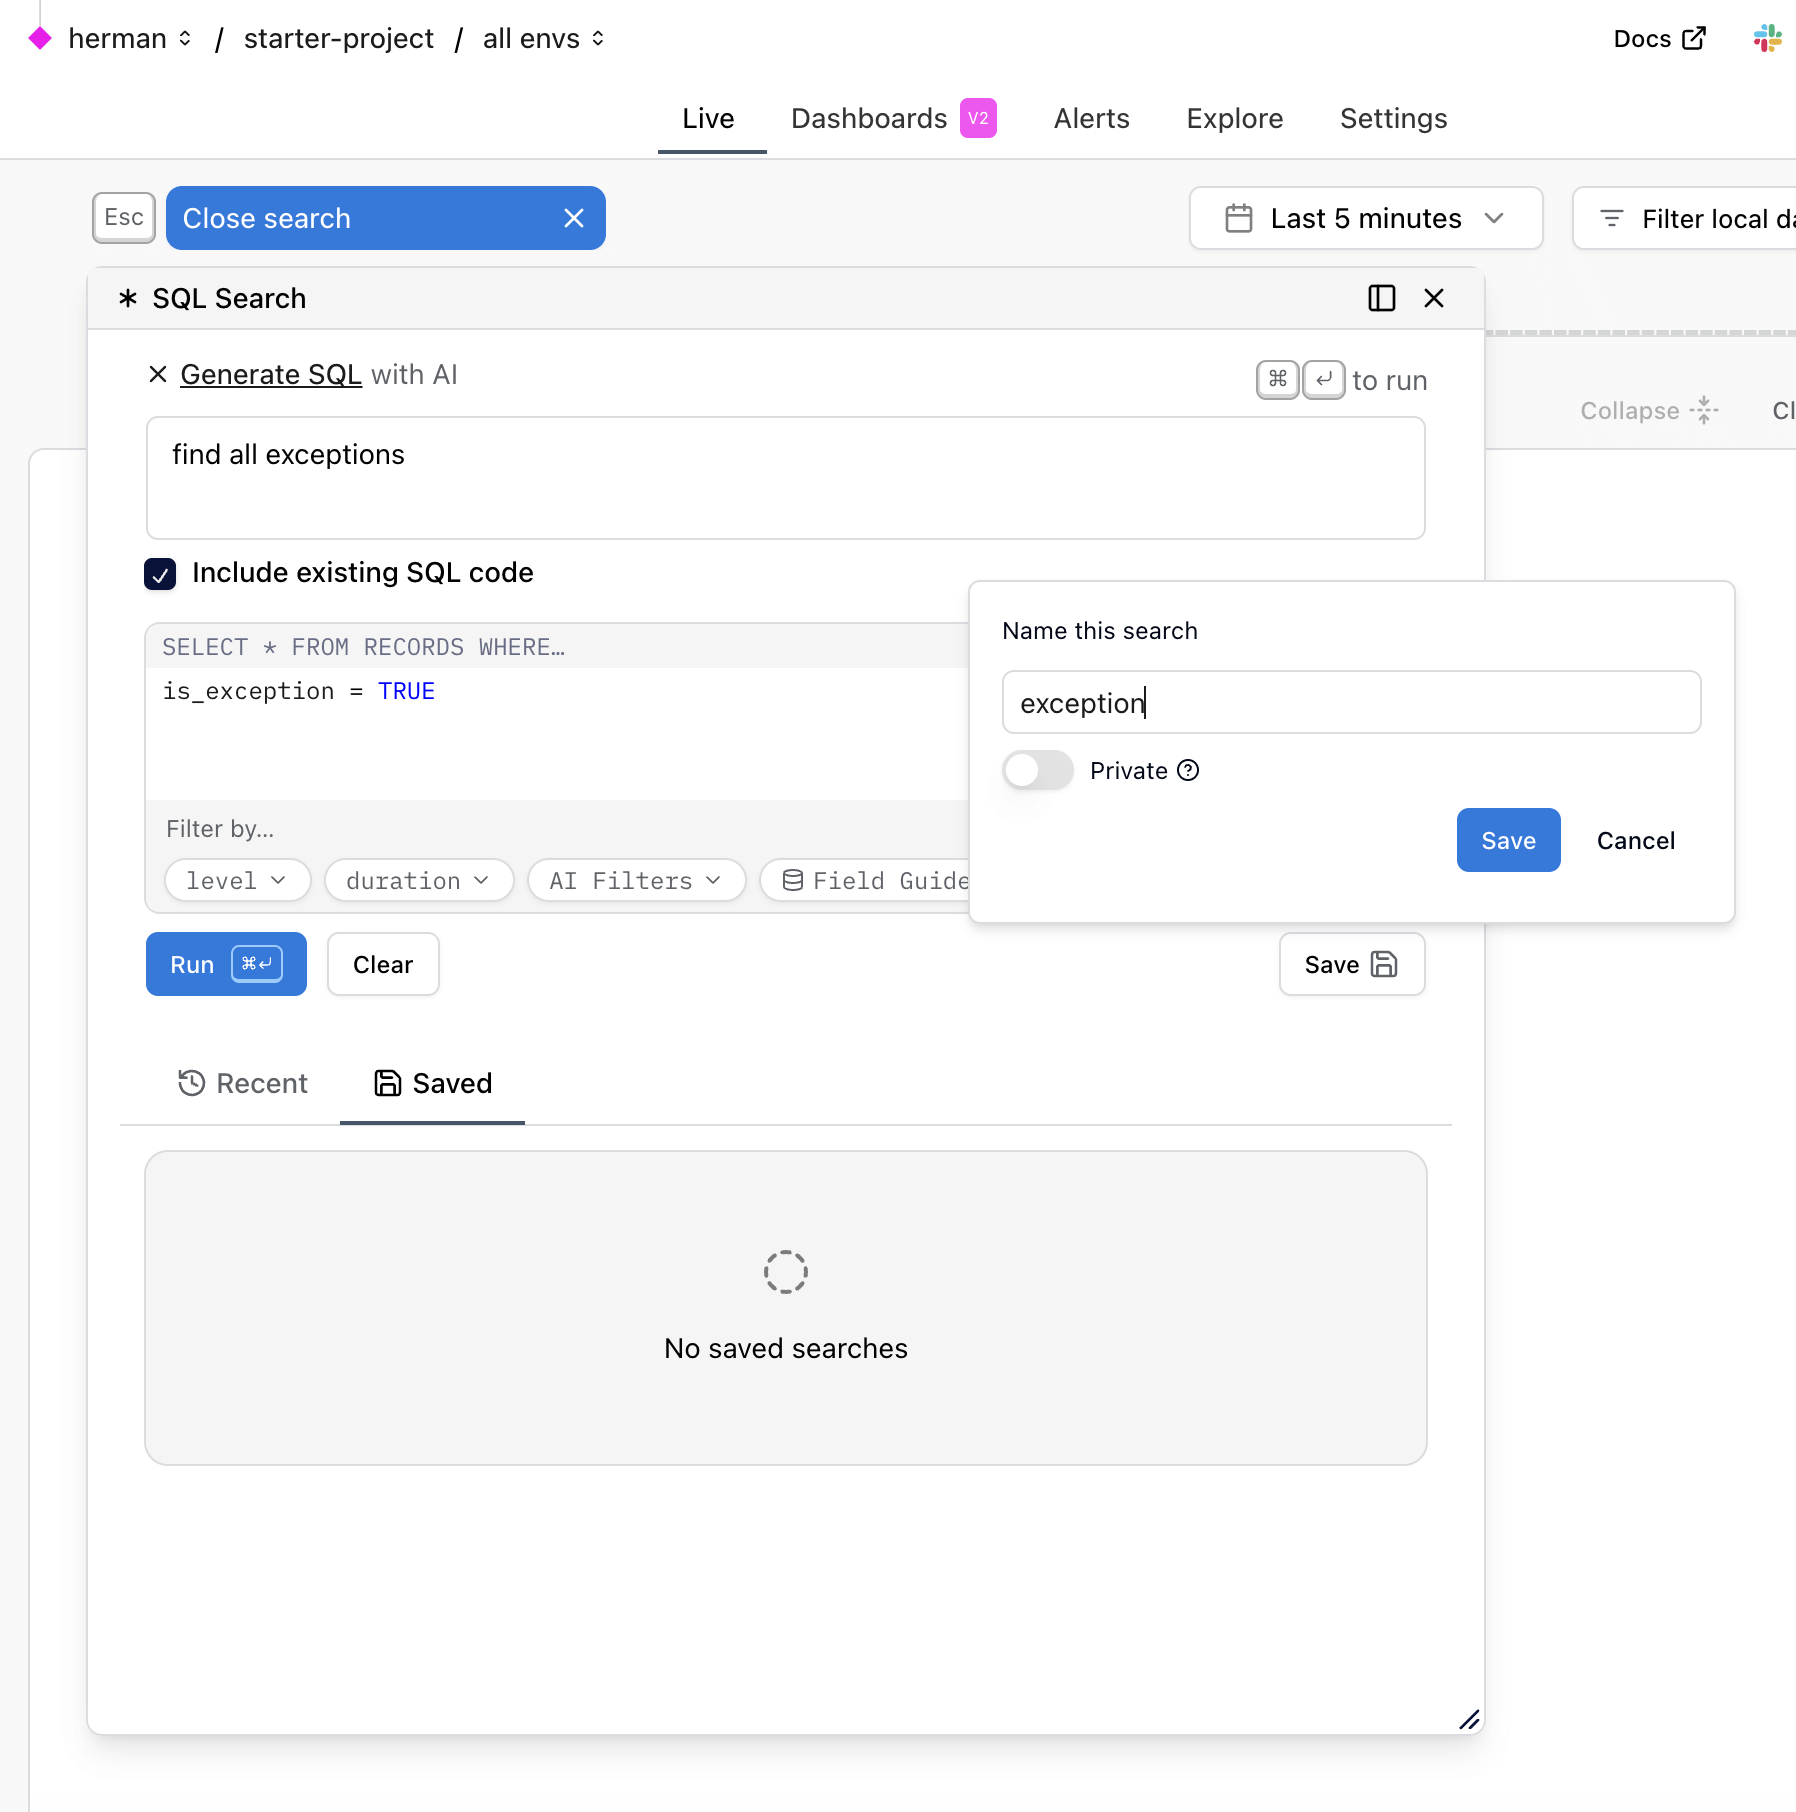 herman / starter-project / all envs
Docs
Live Dashboards V2 Alerts Explore Settings
Esc Close search
Last 5 minutes
Filter local
SQL Search
Generate SQL with AI
⌘ ↵ to run
Collapse
find all exceptions
Include existing SQL code
SELECT * FROM RECORDS WHERE…
is_exception = TRUE
Filter by...
level duration AI Filters Field Guide
Name this search
exception
Private
Save Cancel
Run ⌘↵ Clear
Save
Recent Saved
No saved searches